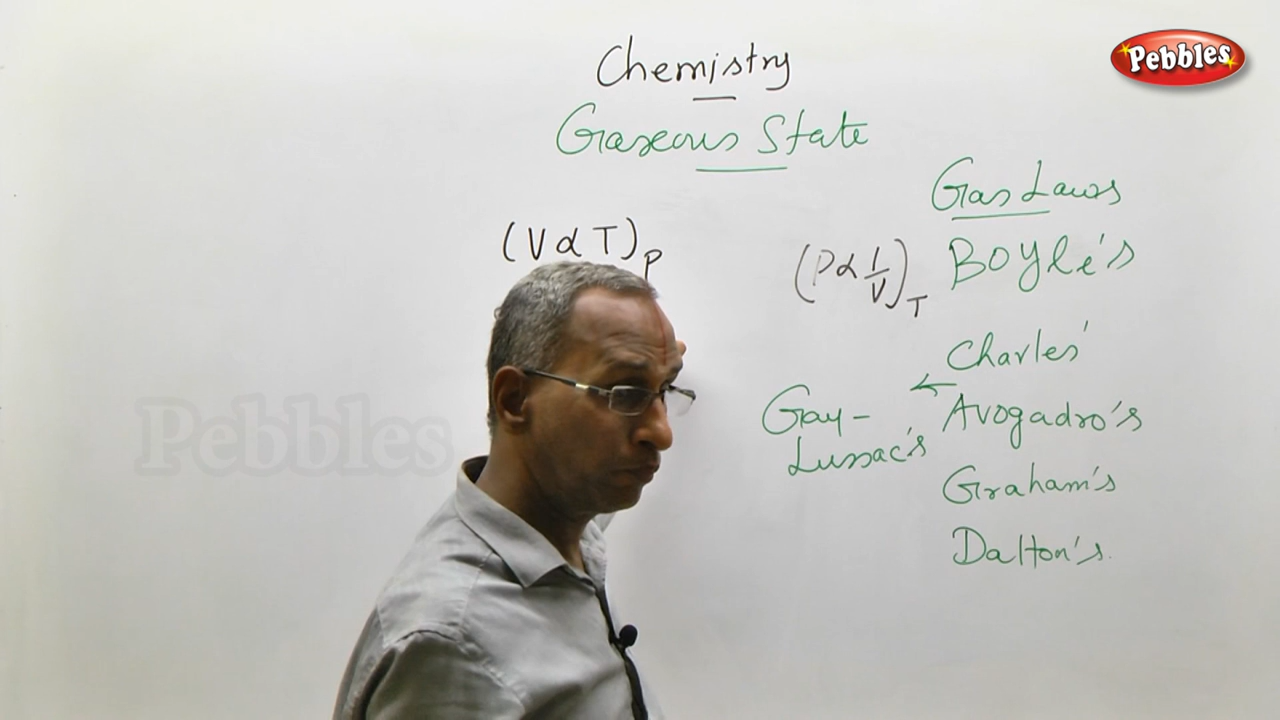 Pebbles
Chemistry
Gaseous State
Gas Laws
(V ∝ T)P
(P ∝ 1/V)T Boyle's
Charles'
←
Gay-
Lussac's
Avogadro's
Graham's
Dalton's.
Pebbles